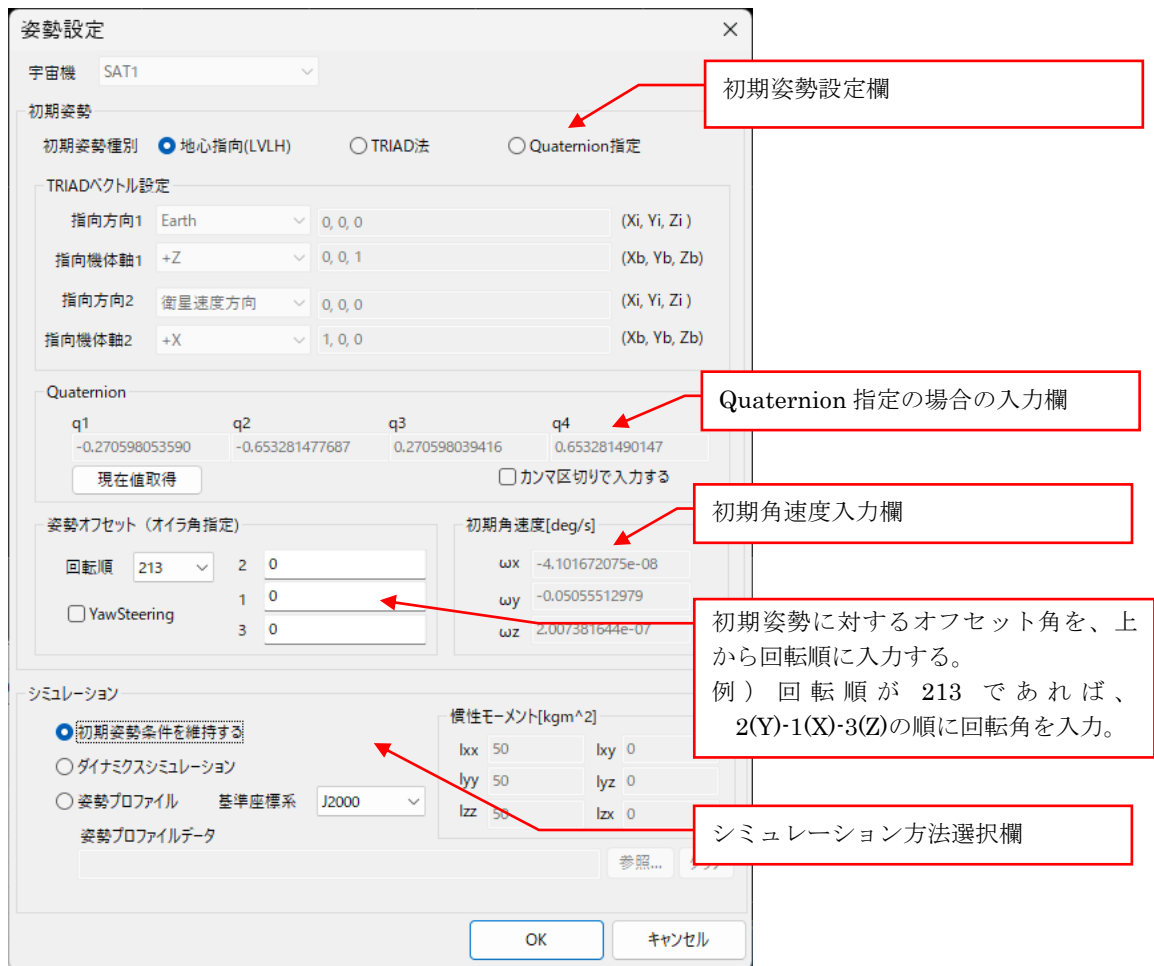 姿勢設定
宇宙機 SAT1
初期姿勢設定欄
初期姿勢
初期姿勢種別 地心指向(LVLH) TRIAD法 Quaternion指定
TRIADベクトル設定
指向方向1 Earth 0, 0, 0 (Xi, Yi, Zi )
指向機体軸1 +Z 0, 0, 1 (Xb, Yb, Zb)
指向方向2 衛星速度方向 0, 0, 0 (Xi, Yi, Zi )
指向機体軸2 +X 1, 0, 0 (Xb, Yb, Zb)
Quaternion
Quaternion 指定の場合の入力欄
q1 q2 q3 q4
-0.270598053590 -0.653281477687 0.270598039416 0.653281490147
現在値取得 カンマ区切りで入力する
初期角速度入力欄
姿勢オフセット（オイラ角指定)
回転順 213
YawSteering
2 0
1 0
3 0
初期角速度[deg/s]
ωx -4.101672075e-08
ωy -0.05055512979
ωz 2.007381644e-07
初期姿勢に対するオフセット角を、上
から回転順に入力する。
例）回転順が 213 であれば、
2(Y)-1(X)-3(Z)の順に回転角を入力。
シミュレーション
初期姿勢条件を維持する
ダイナミクスシミュレーション
姿勢プロファイル 基準座標系 J2000
姿勢プロファイルデータ
慣性モーメント[kgm^2]
Ixx 50 Ixy 0
Iyy 50 Iyz 0
Izz 50 Izx 0
シミュレーション方法選択欄
参照...
OK キャンセル